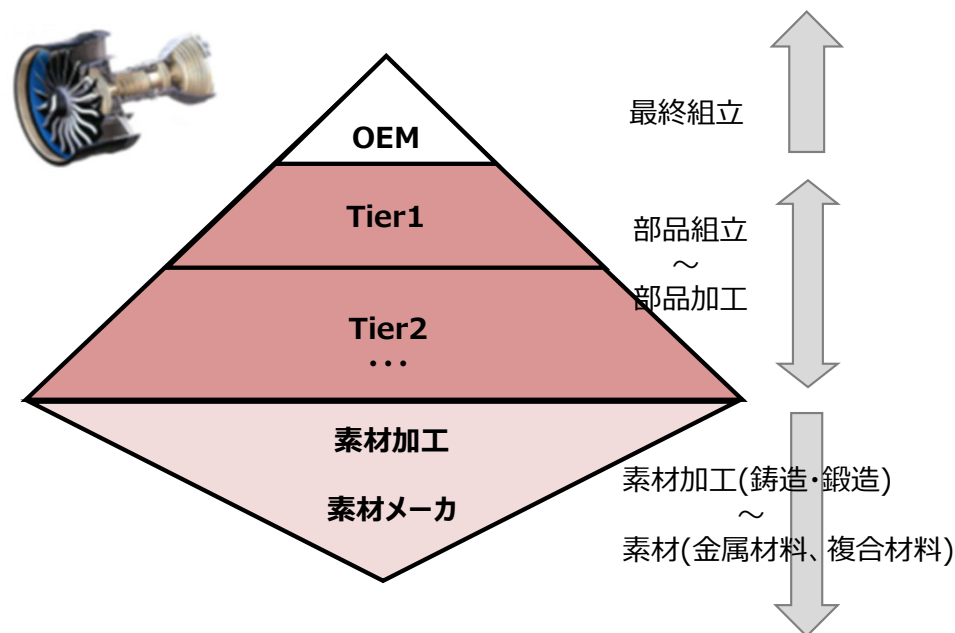 OEM
Tier1
Tier2
・・・
素材加工
素材メーカ
最終組立
部品組立
～
部品加工
素材加工(鋳造・鍛造)
～
素材(金属材料、複合材料)